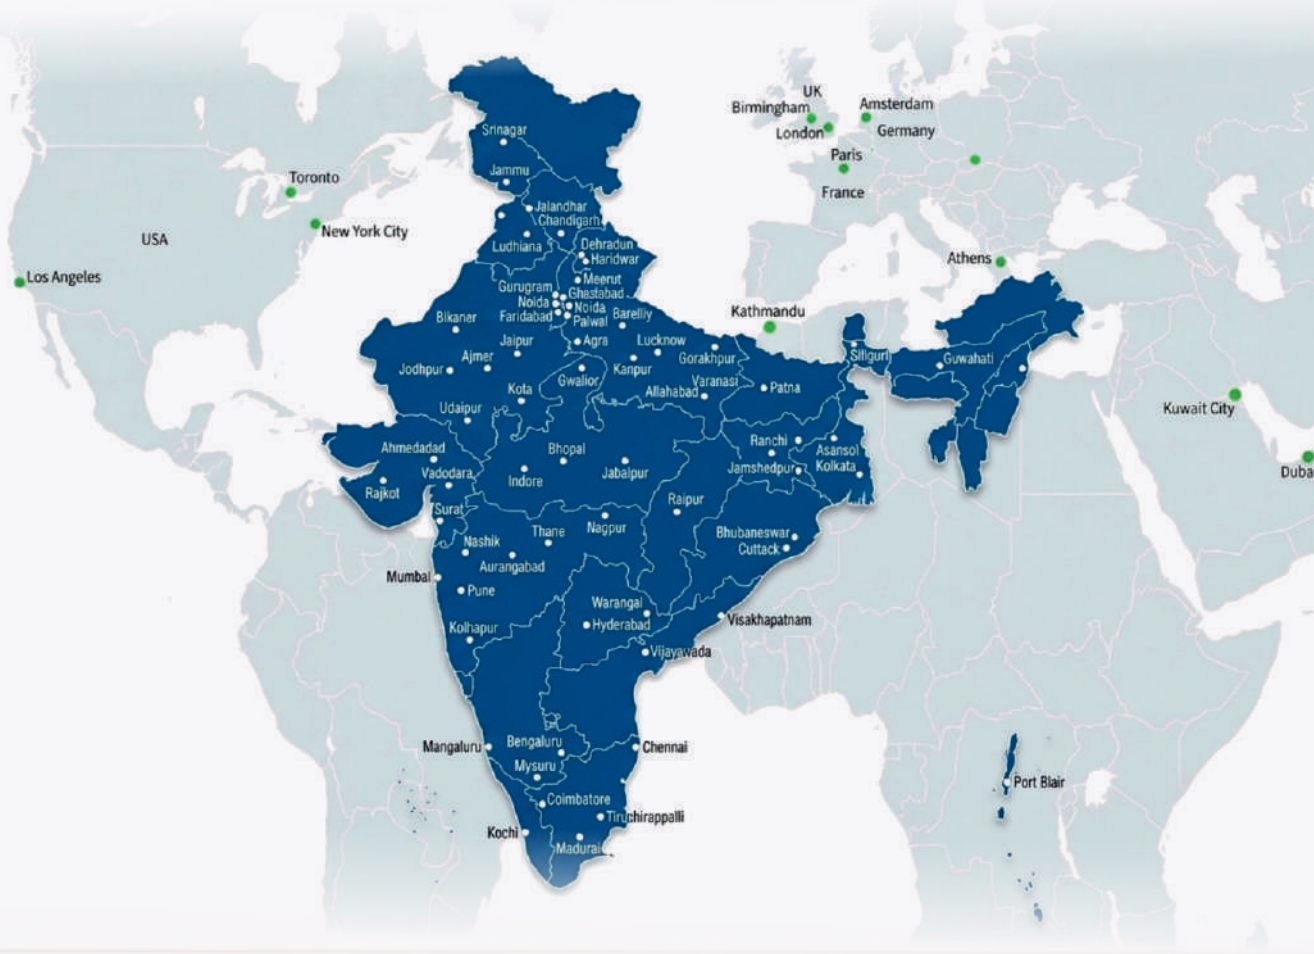 UK
Birmingham
Amsterdam
London
Germany
Srinagar
Paris
Jammu
Toronto
France
Jalandhar
Chandigarh
New York City
USA
Ludhiana
Dehradun
Haridwar
Athens
Los Angeles
Meerut
Gurugram
Ghastabad
Noida
Noida
Kathmandu
Faridabad
Palwal
Bareilly
Bikaner
Jaipur
Agra
Lucknow
Ajmer
Gorakhpur
Siliguri
Guwahati
Jodhpur
Kanpur
Gwalior
Varanasi
Patna
Kota
Allahabad
Udaipur
Kuwait City
Ahmedadad
Bhopal
Ranchi
Asansol
Vadodara
Indore
Jabalpur
Jamshedpur
Kolkata
Duba
Rajkot
Raipur
Surat
Thane
Nagpur
Bhubaneswar
Nashik
Cuttack
Aurangabad
Mumbai
Pune
Warangal
Kolhapur
Hyderabad
Visakhapatnam
Vijayawada
Mangaluru
Bengaluru
Chennai
Mysuru
Port Blair
Coimbatore
Tiruchirappalli
Kochi
Madurai